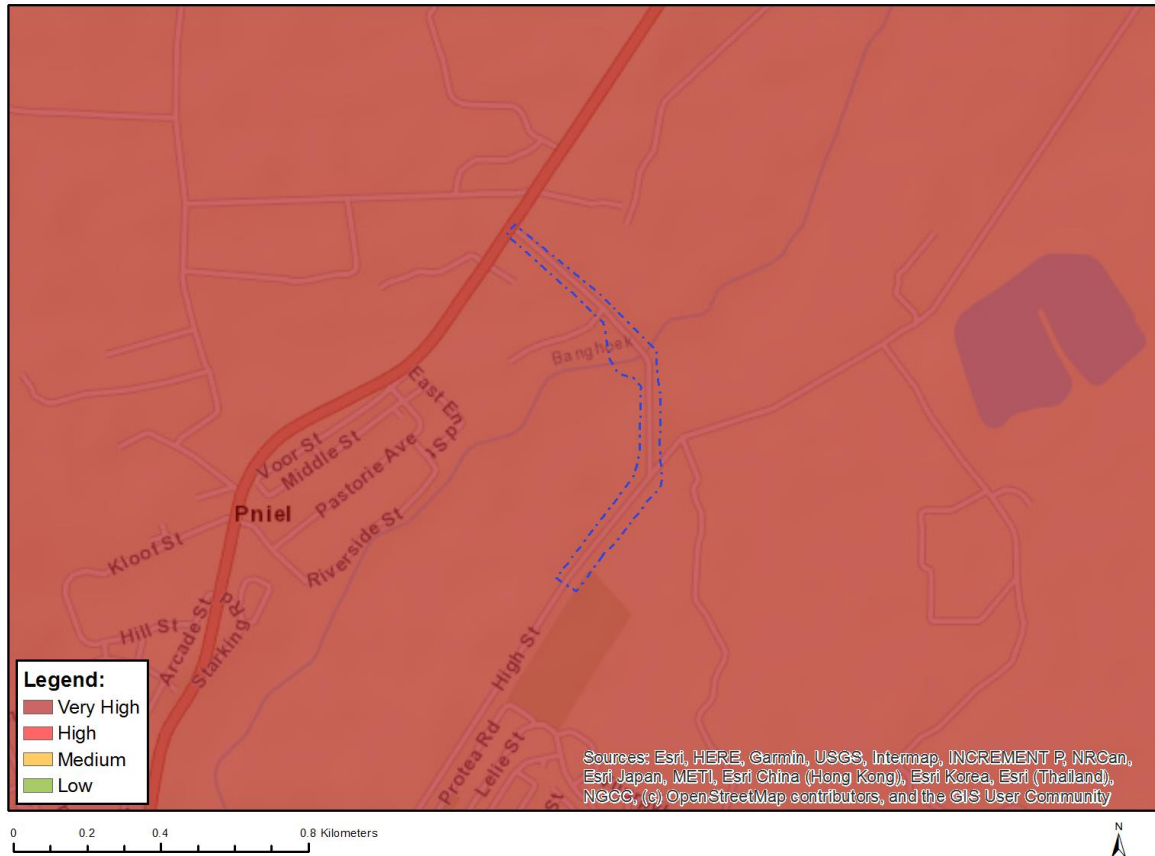 Banghoek
East End St
Voor St
Middle St
Pastorie Ave
Pniel
Riverside St
Kloof St
Hill St
Arcade St
Starking Rd
High St
Protea Rd
Lelie St
St
Legend:
Very High
High
Medium
Low
Sources: Esri, HERE, Garmin, USGS, Intermap, INCREMENT P, NRCan,
Esri Japan, METI, Esri China (Hong Kong), Esri Korea, Esri (Thailand),
NGCC, (c) OpenStreetMap contributors, and the GIS User Community
0 0.2 0.4 0.8 Kilometers
N